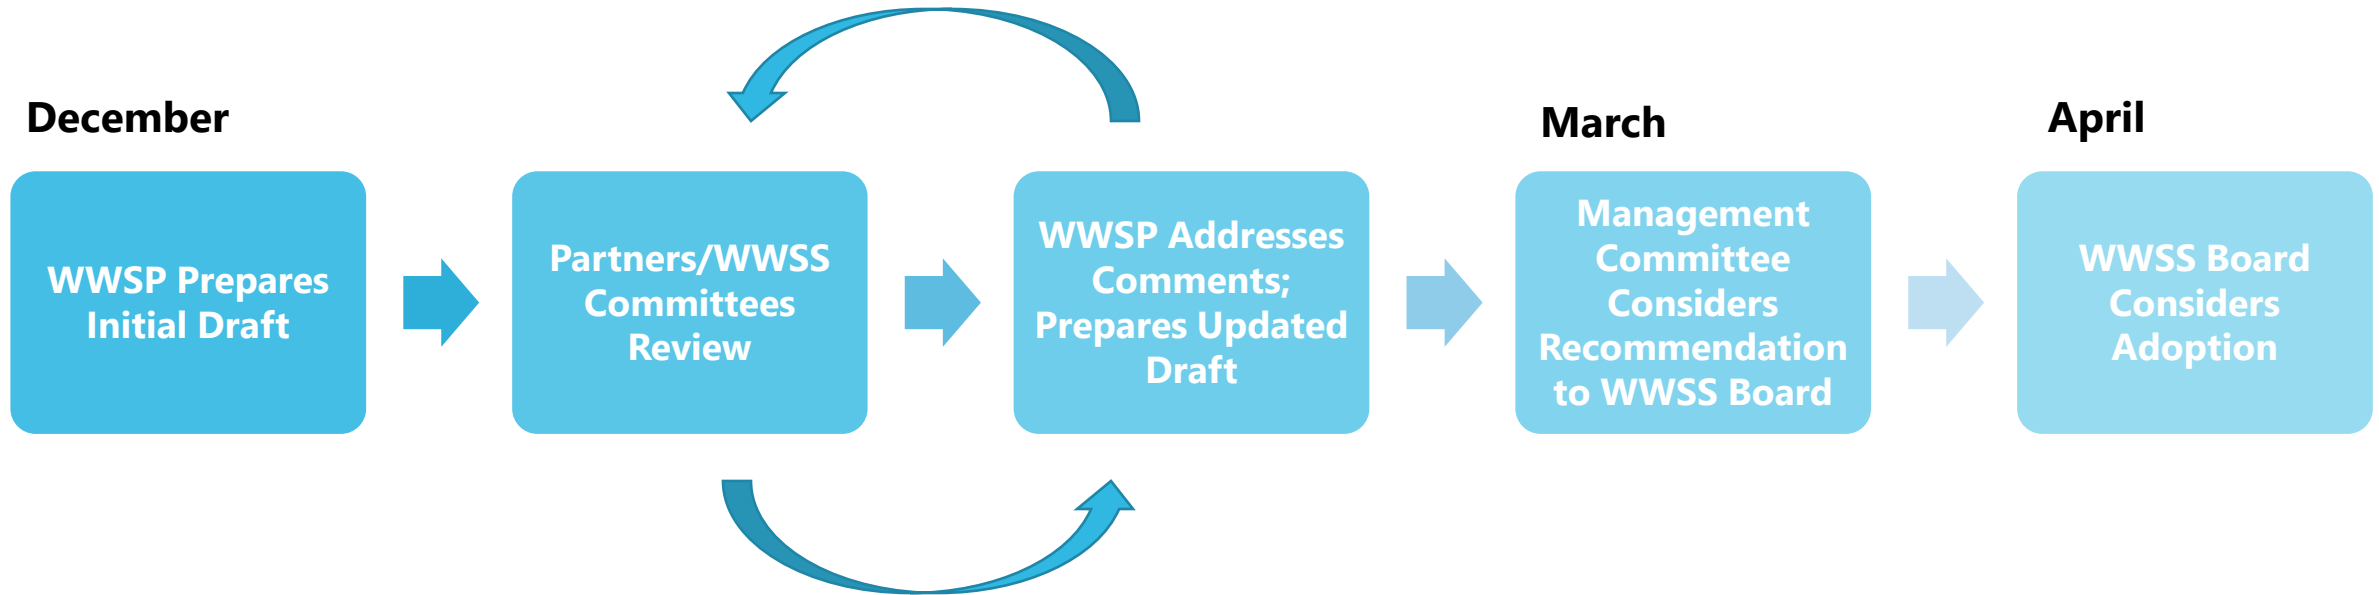 December
WWSP Prepares
Initial Draft
Partners/WWSS
Committees
Review
WWSP Addresses
Comments;
Prepares Updated
Draft
March
Management
Committee
Considers
Recommendation
to WWSS Board
April
WWSS Board
Considers
Adoption